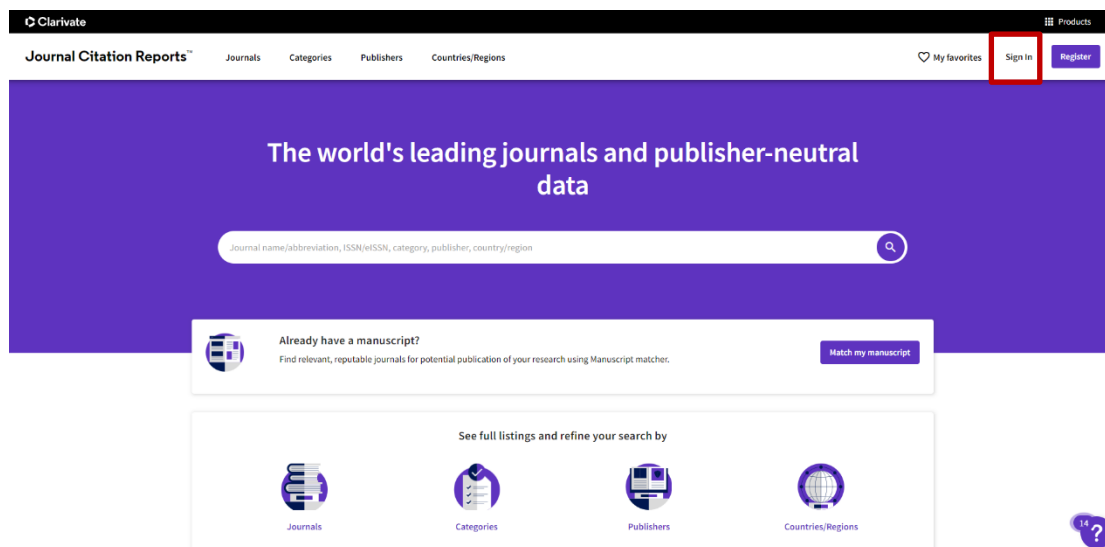 Clarivate
Products
Journal Citation Reports™
Journals
Categories
Publishers
Countries/Regions
My favorites
Sign In
Register
The world's leading journals and publisher-neutral
data
Journal name/abbreviation, ISSN/eISSN, category, publisher, country/region
Already have a manuscript?
Find relevant, reputable journals for potential publication of your research using Manuscript matcher.
Match my manuscript
See full listings and refine your search by
Journals
Categories
Publishers
Countries/Regions
14
?